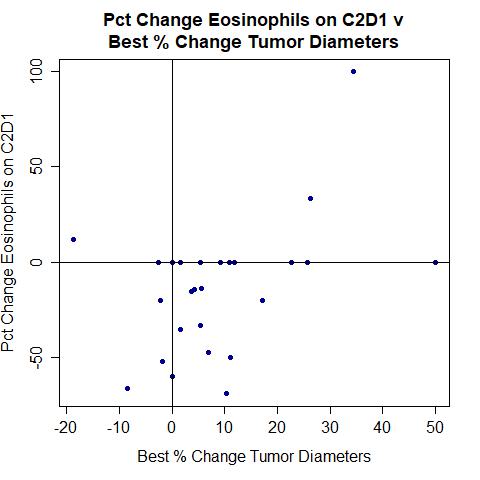 Pct Change Eosinophils on C2D1 v
Best % Change Tumor Diameters
Pct Change Eosinophils on C2D1
100
50
0
-50
-20 -10 0 10 20 30 40 50
Best % Change Tumor Diameters